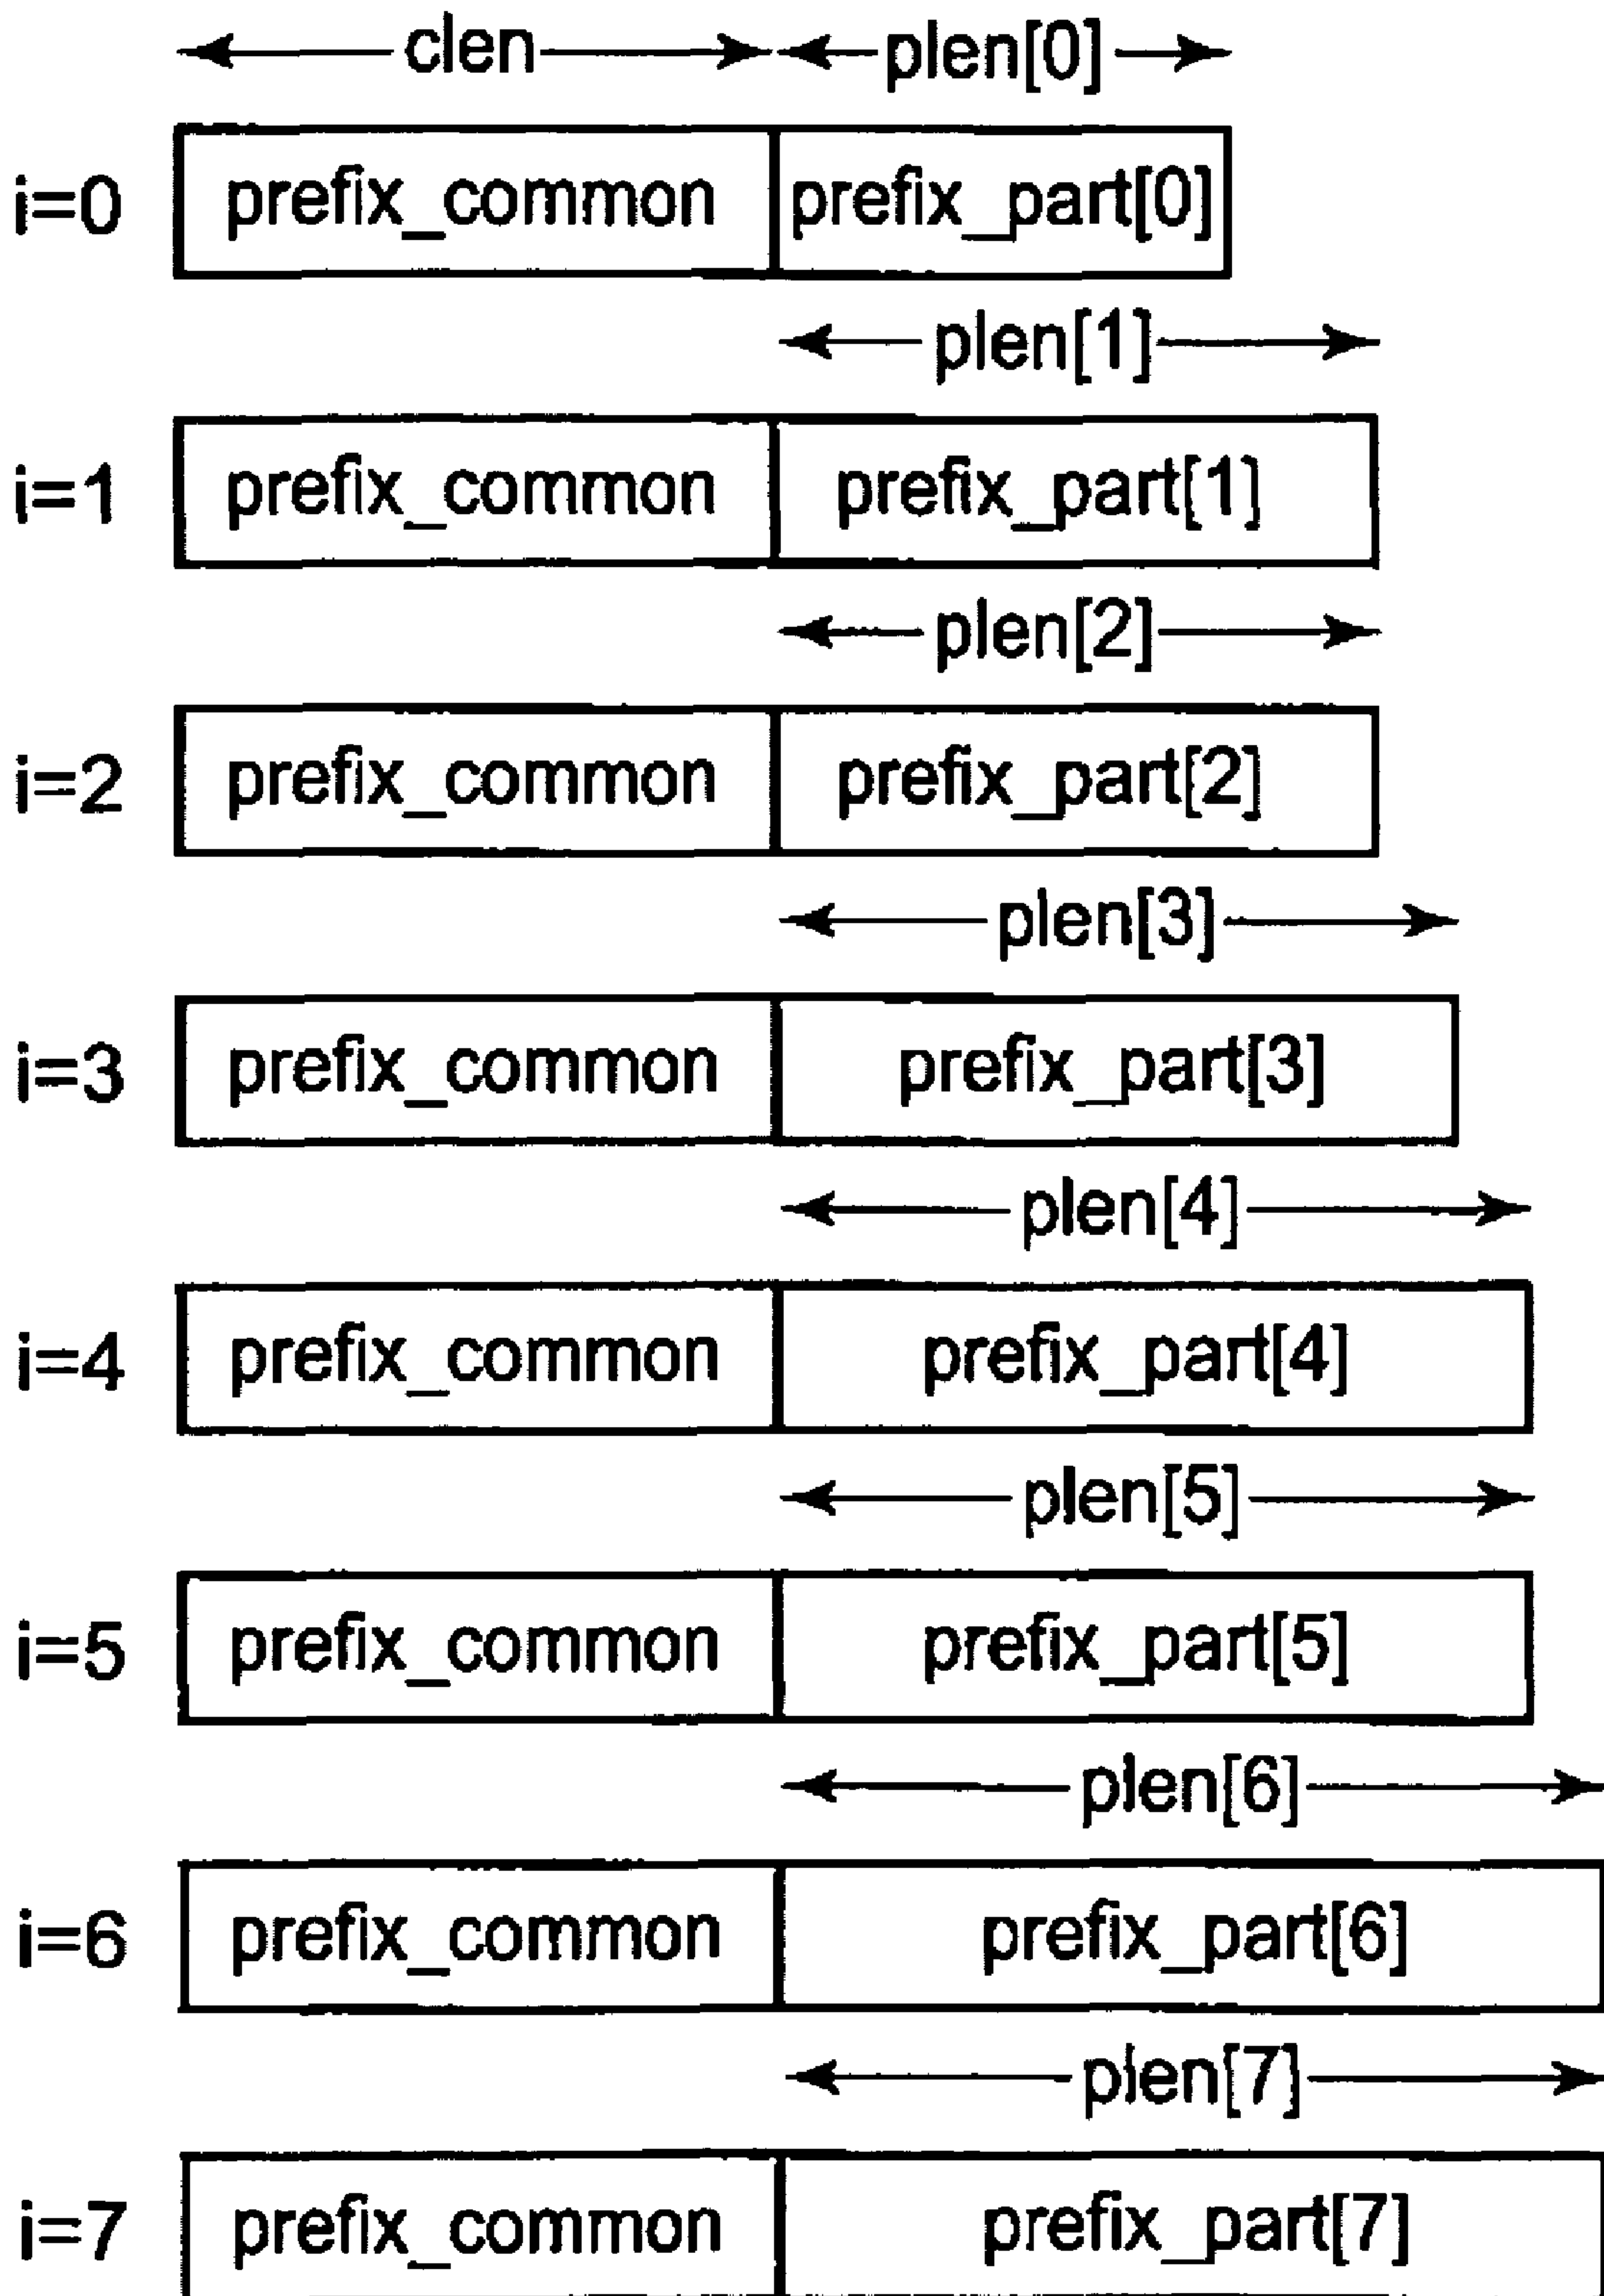 clen plen[0]
i=0 prefix_common prefix_part[0]
plen[1]
i=1 prefix_common prefix_part[1]
plen[2]
i=2 prefix_common prefix_part[2]
plen[3]
i=3 prefix_common prefix_part[3]
plen[4]
i=4 prefix_common prefix_part[4]
plen[5]
i=5 prefix_common prefix_part[5]
plen[6]
i=6 prefix_common prefix_part[6]
plen[7]
i=7 prefix_common prefix_part[7]